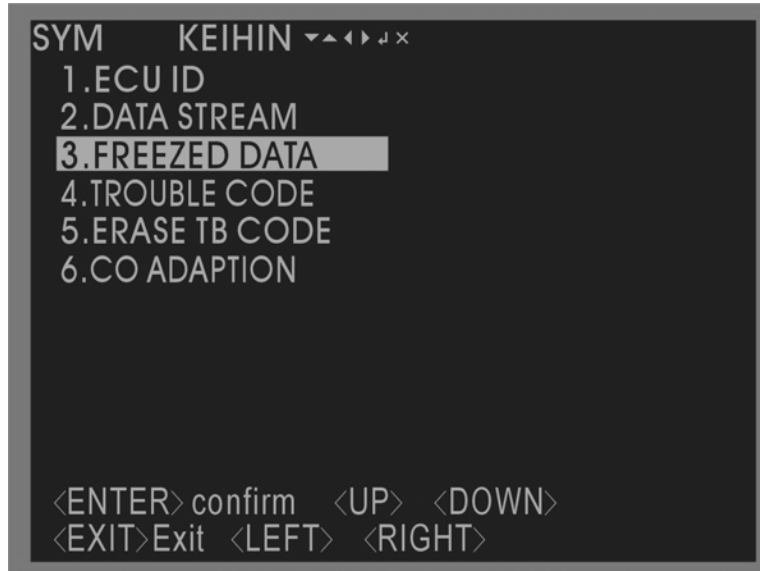 SYM KEIHIN ▼▲◀▶↲×
1.ECU ID
2.DATA STREAM
3.FREEZED DATA
4.TROUBLE CODE
5.ERASE TB CODE
6.CO ADAPTION
〈ENTER〉confirm 〈UP〉 〈DOWN〉
〈EXIT〉Exit 〈LEFT〉 〈RIGHT〉